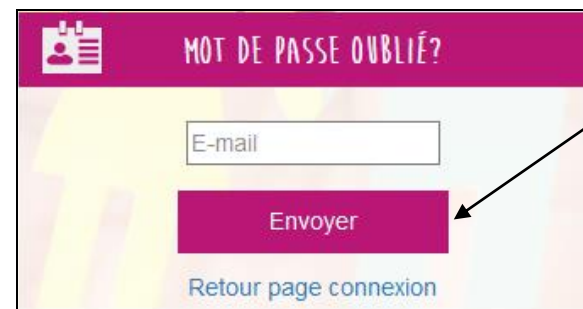 MOT DE PASSE OUBLIÉ?
E-mail
Envoyer
Retour page connexion